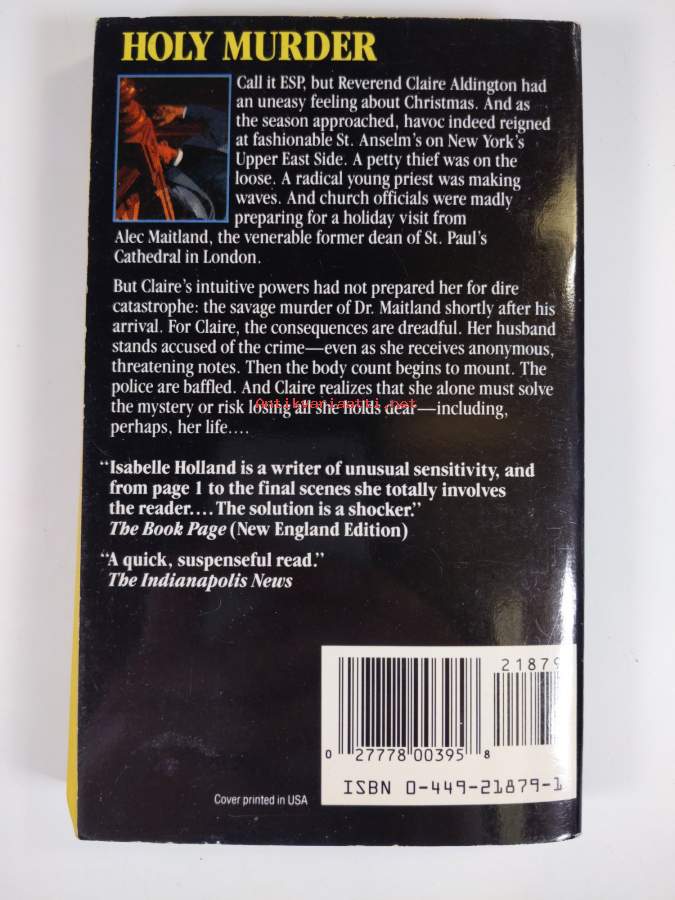 HOLY MURDER
Call it ESP, but Reverend Claire Aldington had
an uneasy feeling about Christmas. And as
the season approached, havoc indeed reigned
at fashionable St. Anselm's on New York's
Upper East Side. A petty thief was on the
loose. A radical young priest was making
waves. And church officials were madly
preparing for a holiday visit from
Alec Maitland, the venerable former dean of St. Paul's
Cathedral in London.
But Claire's intuitive powers had not prepared her for dire
catastrophe: the savage murder of Dr. Maitland shortly after his
arrival. For Claire, the consequences are dreadful. Her husband
stands accused of the crime—even as she receives anonymous,
threatening notes. Then the body count begins to mount. The
police are baffled. And Claire realizes that she alone must solve
the mystery or risk losing all she holds dear—including,
Antikvariaatti.net
perhaps, her life....
"Isabelle Holland is a writer of unusual sensitivity, and
from page 1 to the final scenes she totally involves
the reader....The solution is a shocker."
The Book Page (New England Edition)
"A quick, suspenseful read."
The Indianapolis News
21879
0 27778 00395 8
ISBN 0-449-21879-1
Cover printed in USA